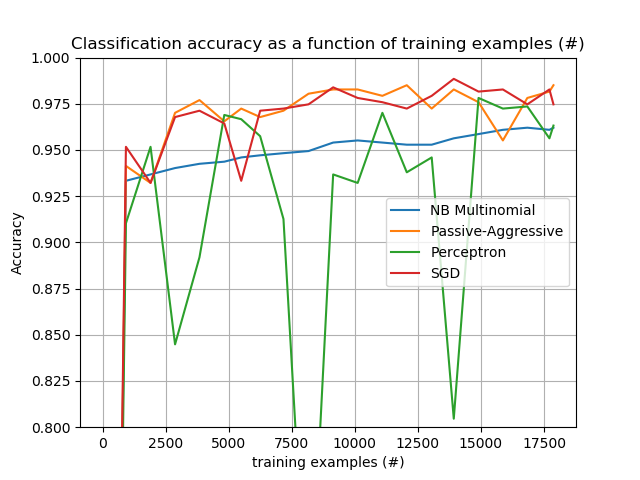 Classification accuracy as a function of training examples (#)
1.000
0.975
0.950
0.925
0.900
0.875
0.850
0.825
0.800
Accuracy
NB Multinomial
Passive-Aggressive
Perceptron
SGD
0 2500 5000 7500 10000 12500 15000 17500
training examples (#)